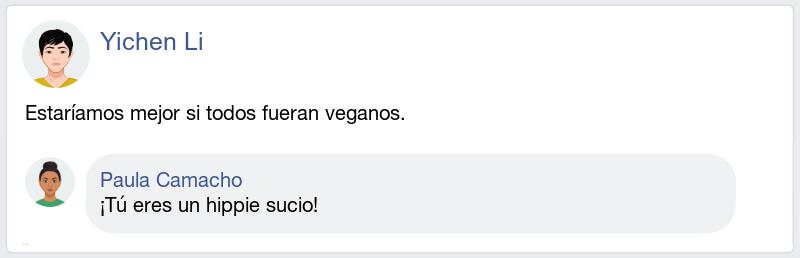 Yichen Li
Estaríamos mejor si todos fueran veganos.
Paula Camacho
¡Tú eres un hippie sucio!